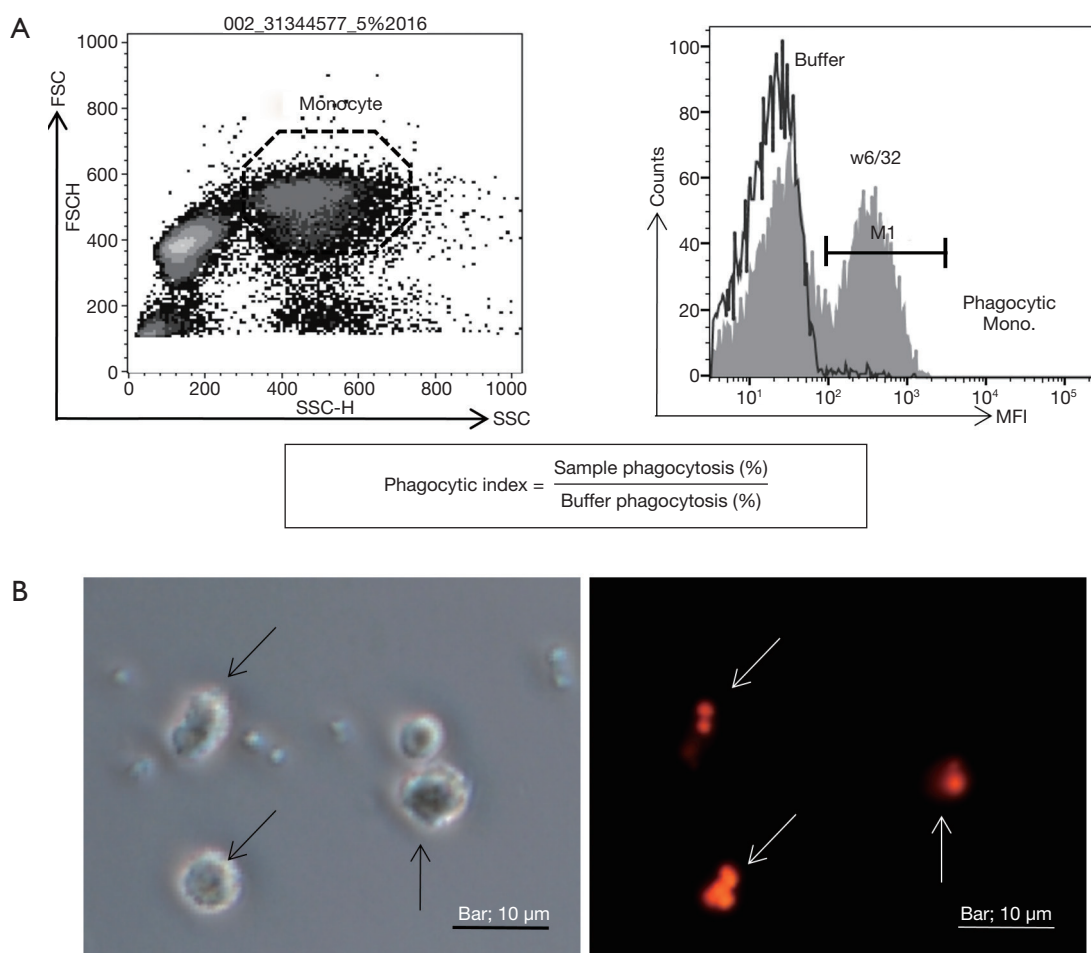 A
002_31344577_5%2016
FSC
FSCH
1000
800
600
400
200
0
Monocyte
0 200 400 600 800 1000
SSC-H
SSC
Counts
100
80
60
40
20
0
Buffer
w6/32
M1
Phagocytic
Mono.
10¹ 10² 10³ 10⁴ 10⁵
MFI
Phagocytic index = Sample phagocytosis (%)
Buffer phagocytosis (%)
B
Bar; 10 µm
Bar; 10 µm